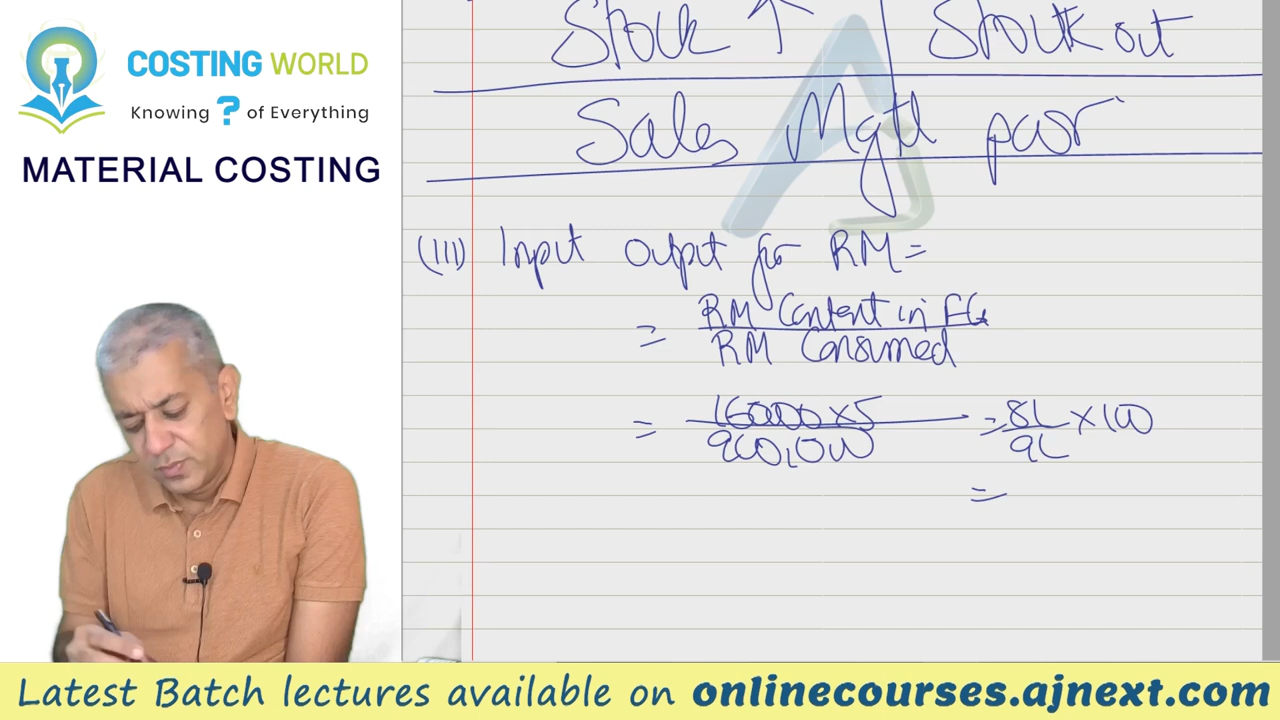 COSTING WORLD
Knowing ? of Everything
MATERIAL COSTING
Stock ↑ | Stock out
Sales Mgtl poor
(III) Input output for RM =
= RM Content in FG
RM Consumed
= 160000 x 5
900,000
= 8L x 100
9L
=
Latest Batch lectures available on onlinecourses.ajnext.com